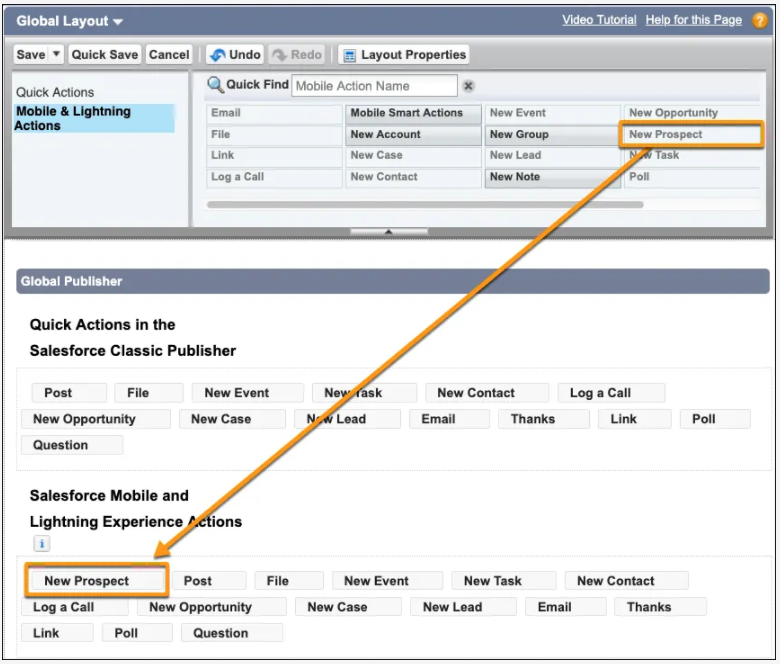 Global Layout
Video Tutorial Help for this Page ?
Save Quick Save Cancel Undo Redo Layout Properties
Quick Actions
Mobile & Lightning
Actions
Quick Find Mobile Action Name
Email Mobile Smart Actions New Event New Opportunity
File New Account New Group New Prospect
Link New Case New Lead New Task
Log a Call New Contact New Note Poll
Global Publisher
Quick Actions in the
Salesforce Classic Publisher
Post File New Event New Task New Contact Log a Call
New Opportunity New Case New Lead Email Thanks Link Poll
Question
Salesforce Mobile and
Lightning Experience Actions
i
New Prospect Post File New Event New Task New Contact
Log a Call New Opportunity New Case New Lead Email Thanks
Link Poll Question